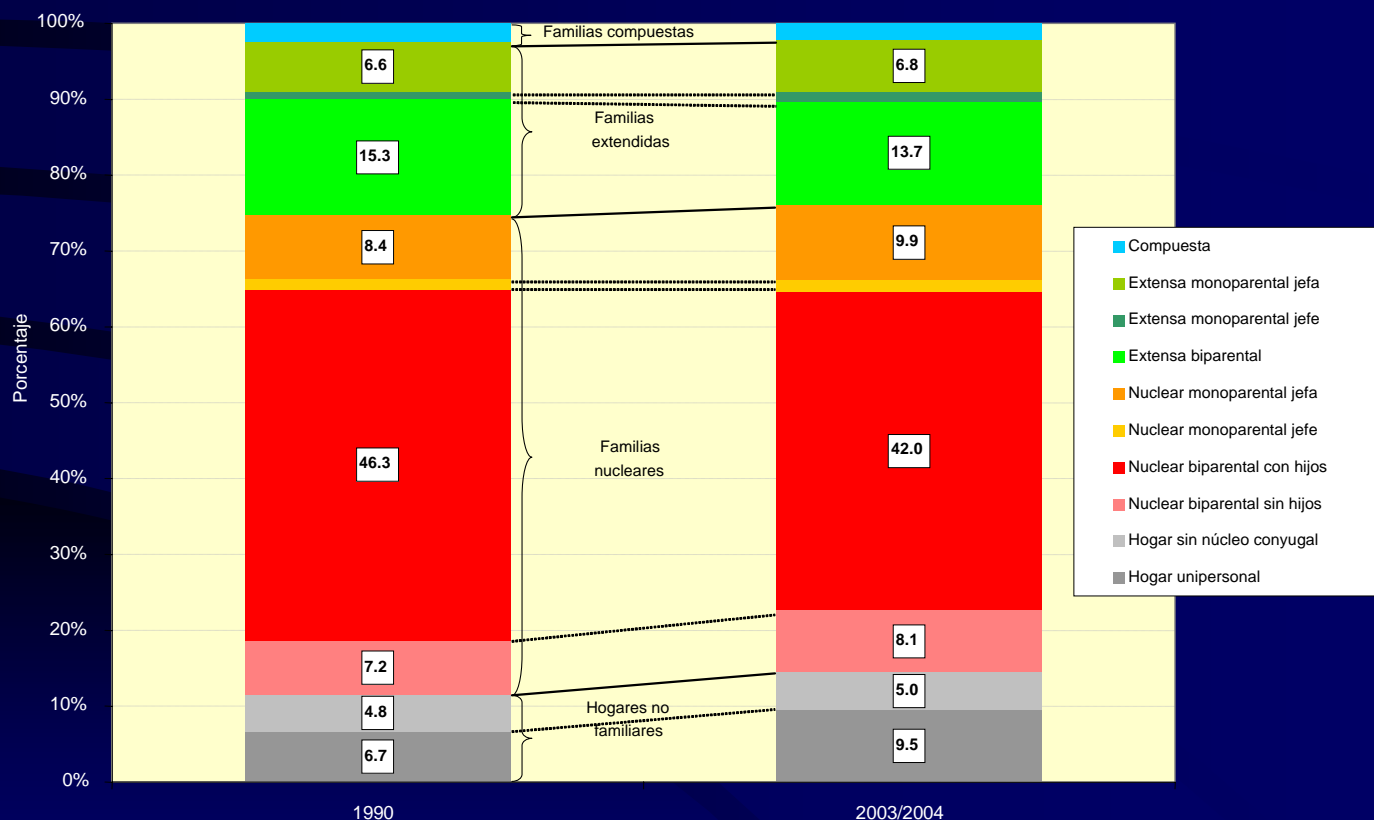 100%
90%
80%
70%
60%
50%
40%
30%
20%
10%
0%
Porcentaje
6.6
15.3
8.4
46.3
7.2
4.8
6.7
Familias compuestas
Familias
extendidas
Familias
nucleares
Hogares no
familiares
6.8
13.7
9.9
42.0
8.1
5.0
9.5
1990
2003/2004
Compuesta
Extensa monoparental jefa
Extensa monoparental jefe
Extensa biparental
Nuclear monoparental jefa
Nuclear monoparental jefe
Nuclear biparental con hijos
Nuclear biparental sin hijos
Hogar sin núcleo conyugal
Hogar unipersonal